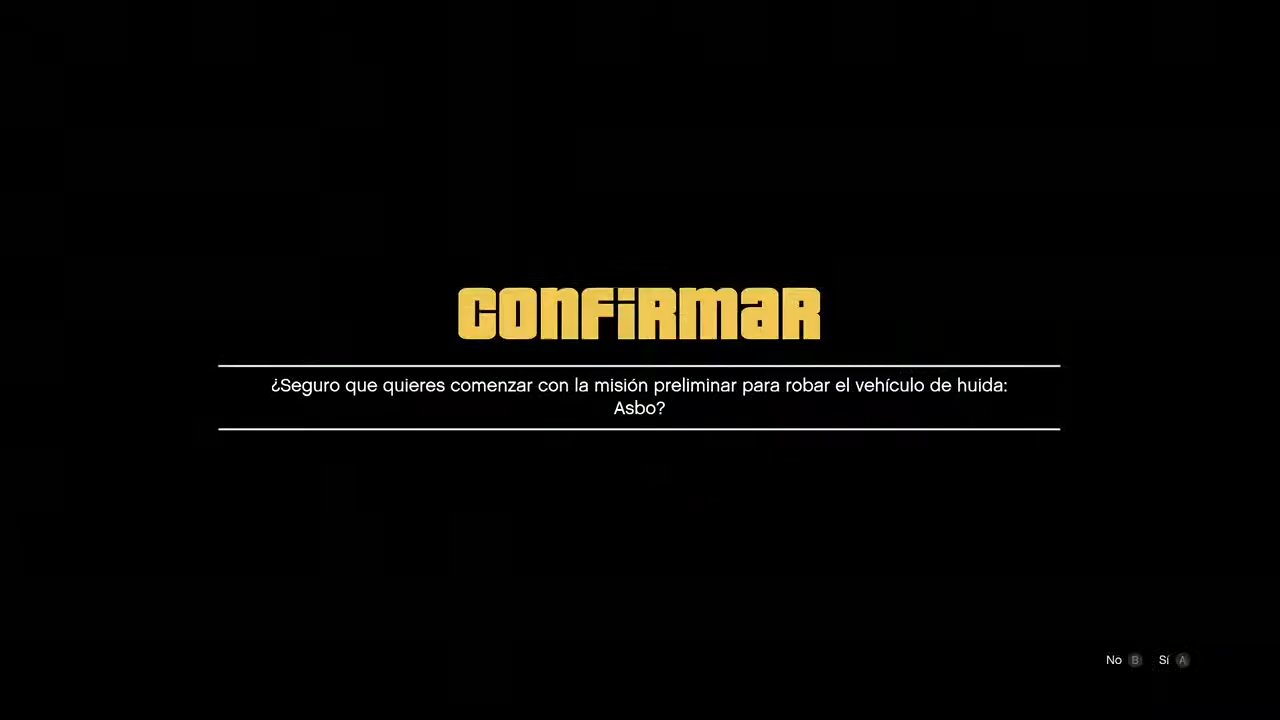 CONFIRMAR
¿Seguro que quieres comenzar con la misión preliminar para robar el vehículo de huida:
Asbo?
No B Sí A